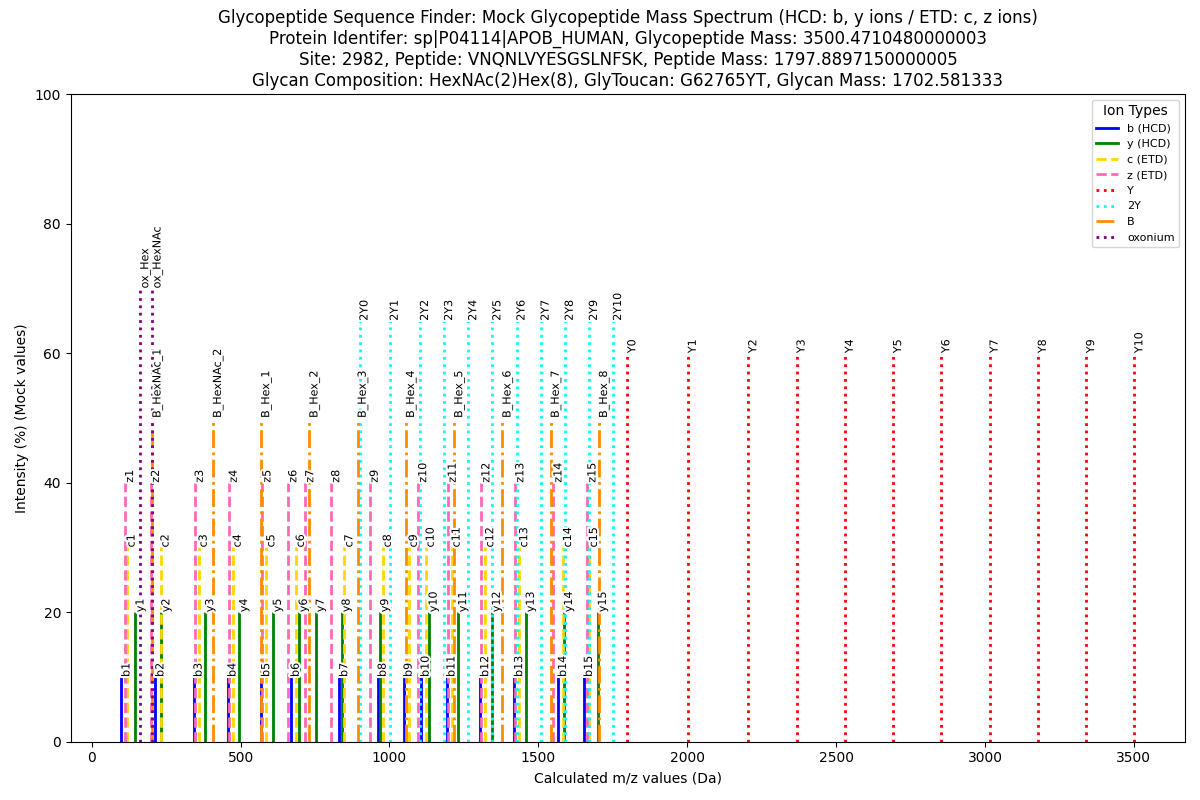 Glycopeptide Sequence Finder: Mock Glycopeptide Mass Spectrum (HCD: b, y ions / ETD: c, z ions)
Protein Identifer: sp|P04114|APOB_HUMAN, Glycopeptide Mass: 3500.4710480000003
Site: 2982, Peptide: VNQNLVYESGSLNFSK, Peptide Mass: 1797.8897150000005
Glycan Composition: HexNAc(2)Hex(8), GlyToucan: G62765YT, Glycan Mass: 1702.581333
Intensity (%) (Mock values)
100
80
60
40
20
0
Ion Types
b (HCD)
y (HCD)
c (ETD)
z (ETD)
Y
2Y
B
oxonium
ox_Hex
ox_HexNAc
2Y0
2Y1
2Y2
2Y3
2Y4
2Y5
2Y6
2Y7
2Y8
2Y9
2Y10
Y0
Y1
Y2
Y3
Y4
Y5
Y6
Y7
Y8
Y9
Y10
B_HexNAc_1
B_HexNAc_2
B_Hex_1
B_Hex_2
B_Hex_3
B_Hex_4
B_Hex_5
B_Hex_6
B_Hex_7
B_Hex_8
z1
z2
z3
z4
z5
z6
z7
z8
z9
z10
z11
z12
z13
z14
z15
c1
c2
c3
c4
c5
c6
c7
c8
c9
c10
c11
c12
c13
c14
c15
y1
y2
y3
y4
y5
y6
y7
y8
y9
y10
y11
y12
y13
y14
y15
b1
b2
b3
b4
b5
b6
b7
b8
b9
b10
b11
b12
b13
b14
b15
0
500
1000
1500
2000
2500
3000
3500
Calculated m/z values (Da)